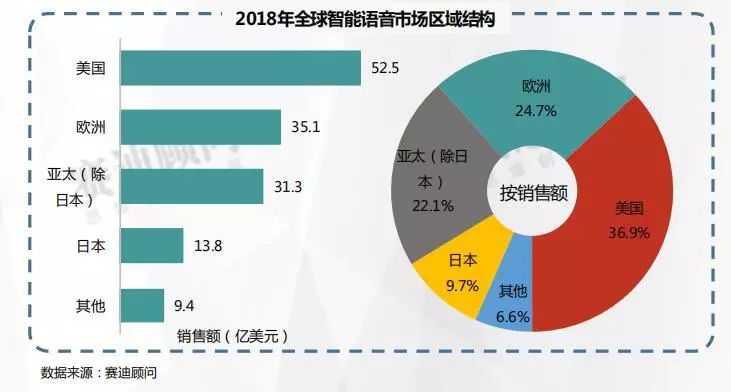 2018年全球智能语音市场区域结构
美国
52.5
欧洲
35.1
亚太（除
日本）
31.3
日本
13.8
其他
9.4
销售额（亿美元）
欧洲
24.7%
亚太（除日
本）
22.1%
按销售额
美国
36.9%
日本
9.7%
其他
6.6%
数据来源：赛迪顾问